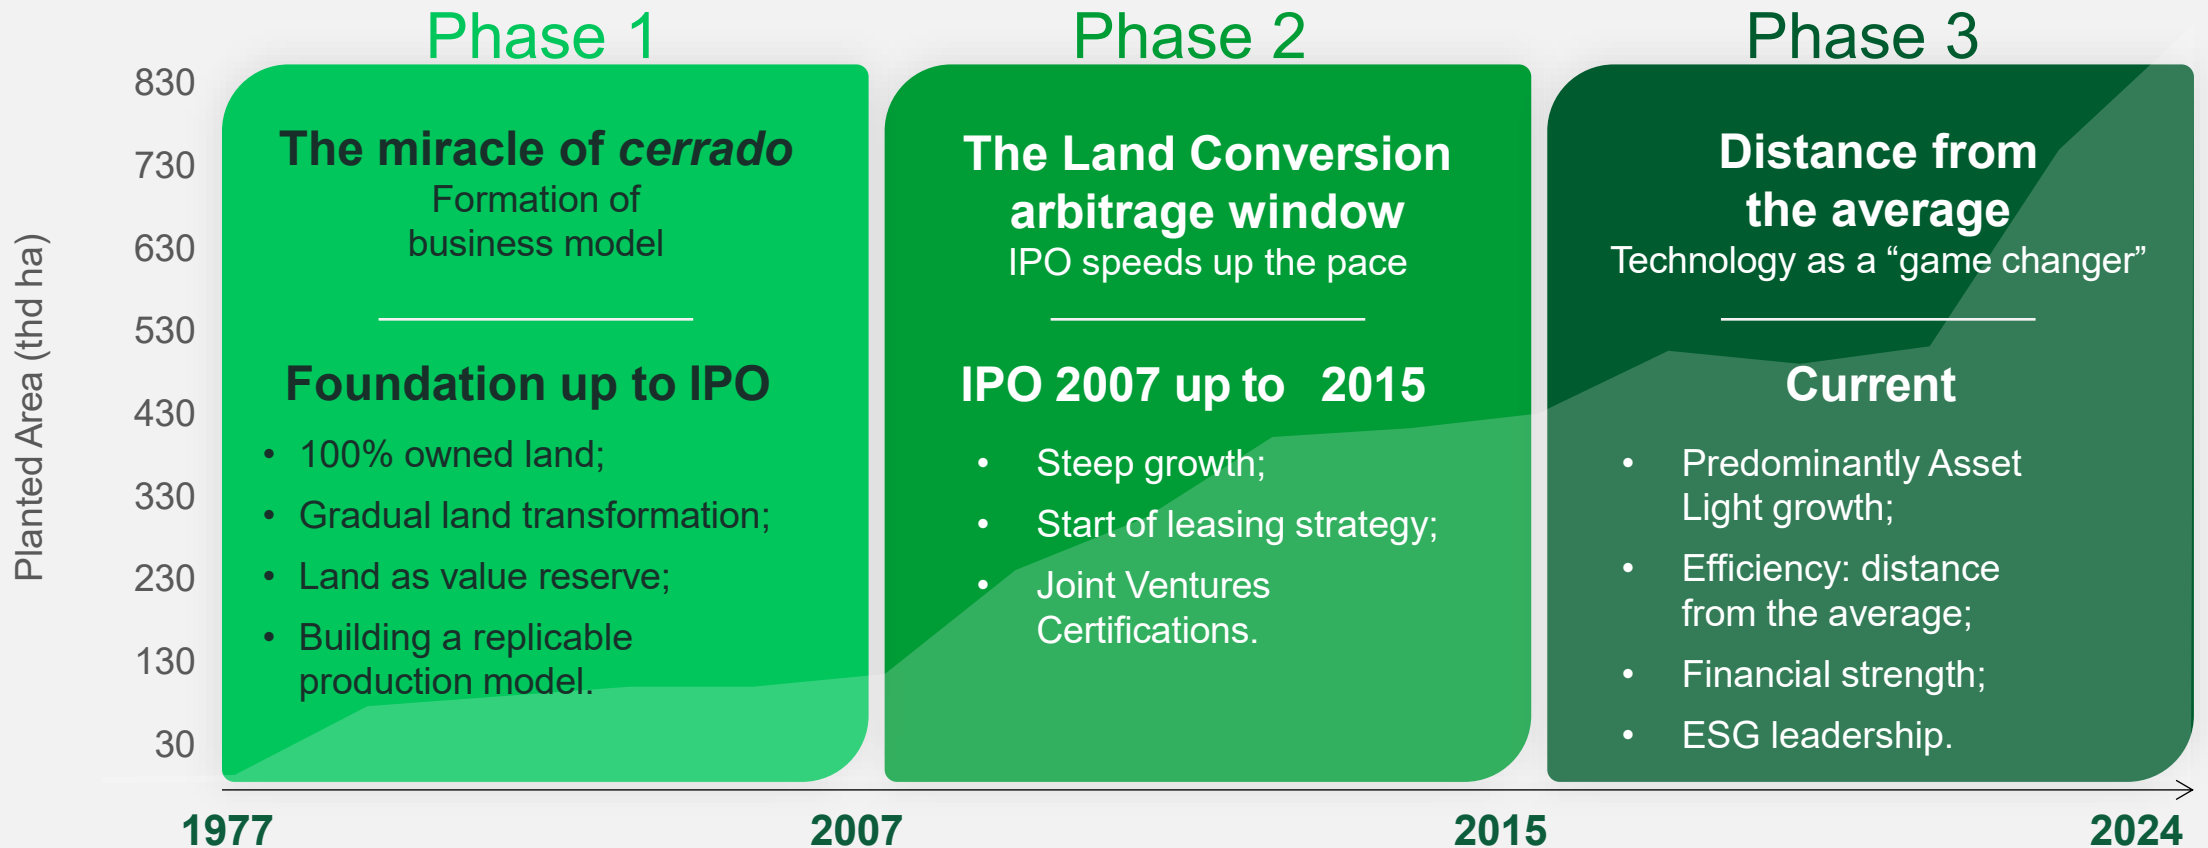 Phase 1
Phase 2
Phase 3
Planted Area (thd ha)
830
730
630
530
430
330
230
130
30
The miracle of cerrado
Formation of
business model
Foundation up to IPO
• 100% owned land;
• Gradual land transformation;
• Land as value reserve;
• Building a replicable
production model.
The Land Conversion
arbitrage window
IPO speeds up the pace
IPO 2007 up to 2015
• Steep growth;
• Start of leasing strategy;
• Joint Ventures
Certifications.
Distance from
the average
Technology as a “game changer”
Current
• Predominantly Asset
Light growth;
• Efficiency: distance
from the average;
• Financial strength;
• ESG leadership.
1977
2007
2015
2024